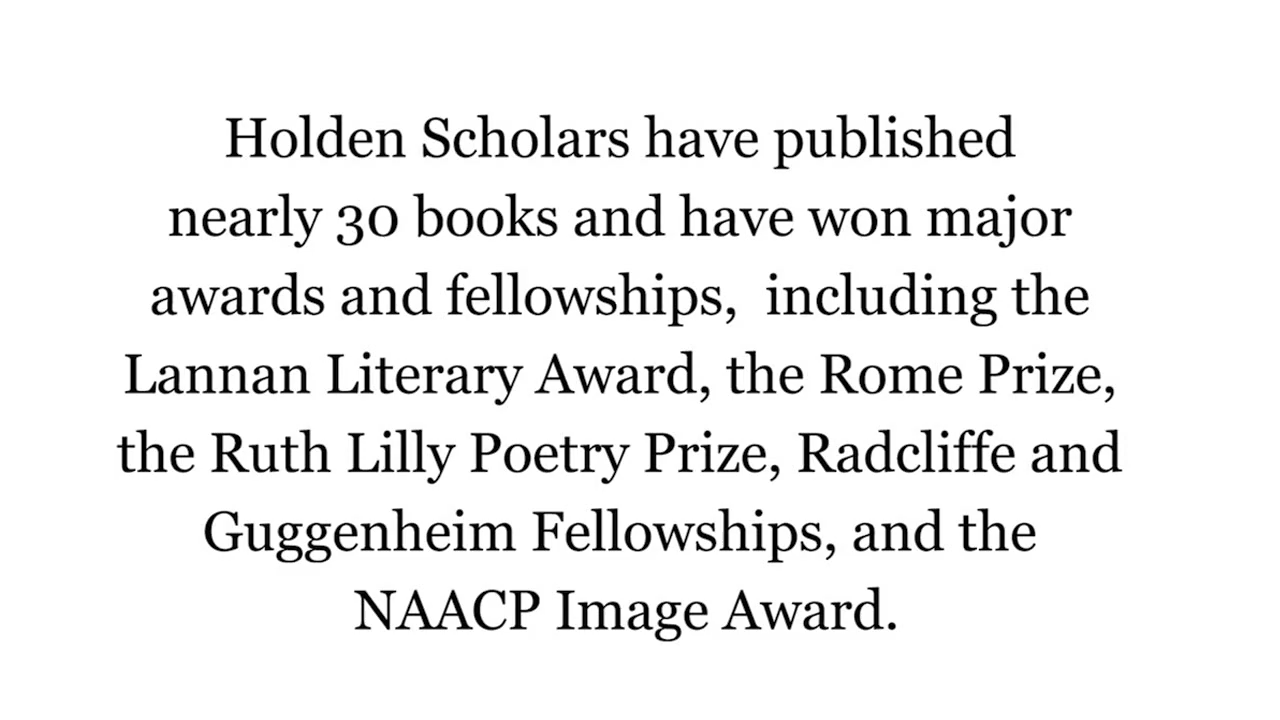 Holden Scholars have published
nearly 30 books and have won major
awards and fellowships,  including the
Lannan Literary Award, the Rome Prize,
the Ruth Lilly Poetry Prize, Radcliffe and
Guggenheim Fellowships, and the
NAACP Image Award.